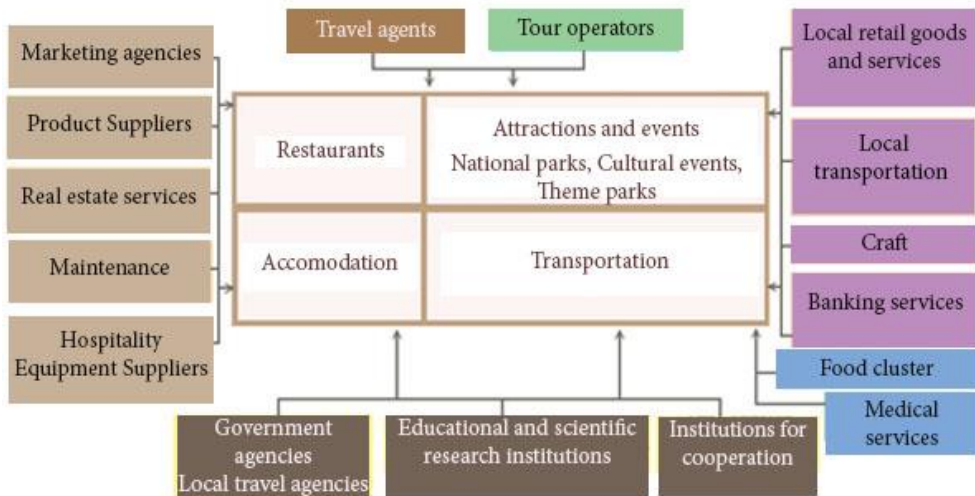 Travel agents
Tour operators
Marketing agencies
Product Suppliers
Real estate services
Maintenance
Hospitality
Equipment Suppliers
Restaurants
Attractions and events
National parks, Cultural events,
Theme parks
Accomodation
Transportation
Local retail goods
and services
Local
transportation
Craft
Banking services
Food cluster
Medical
services
Government
agencies
Local travel agencies
Educational and scientific
research institutions
Institutions for
cooperation